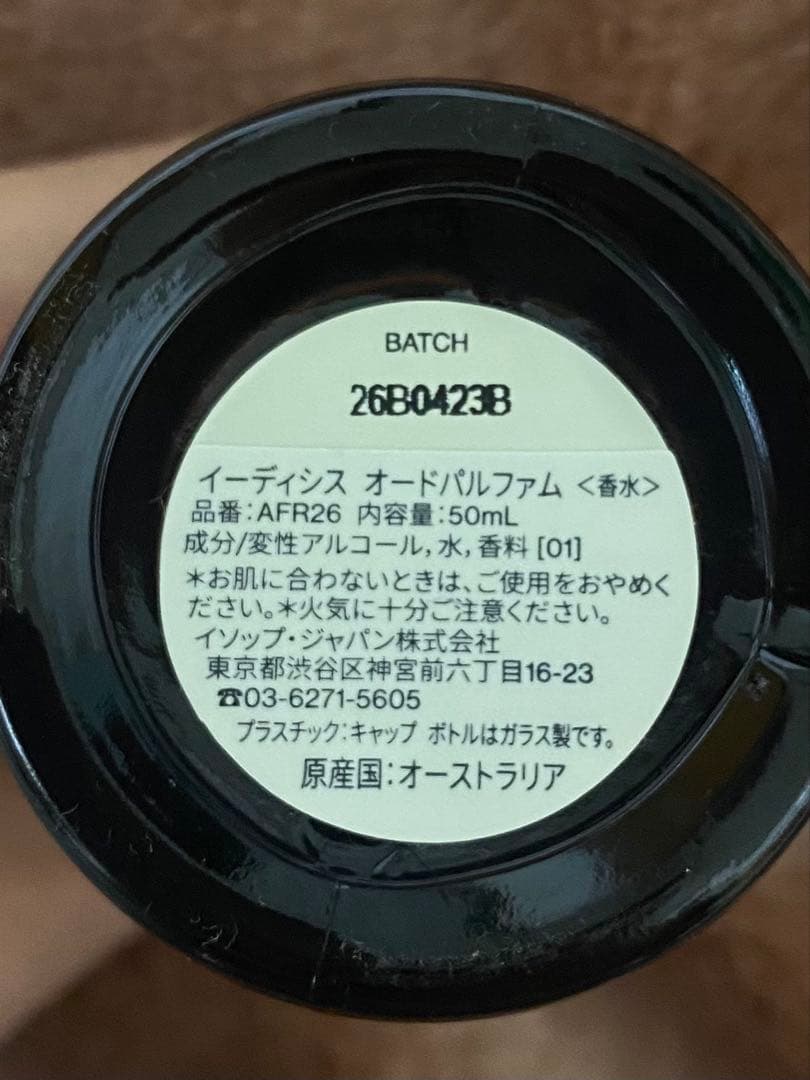 BATCH
26B0423B
イーディシス オードパルファム <香水>
品番:AFR26 内容量:50mL
成分/変性アルコール,水,香料 [01]
*お肌に合わないときは、ご使用をおやめく
ださい。*火気に十分ご注意ください。
イソップ・ジャパン株式会社
東京都渋谷区神宮前六丁目16-23
☎03-6271-5605
プラスチック:キャップ ボトルはガラス製です。
原産国:オーストラリア